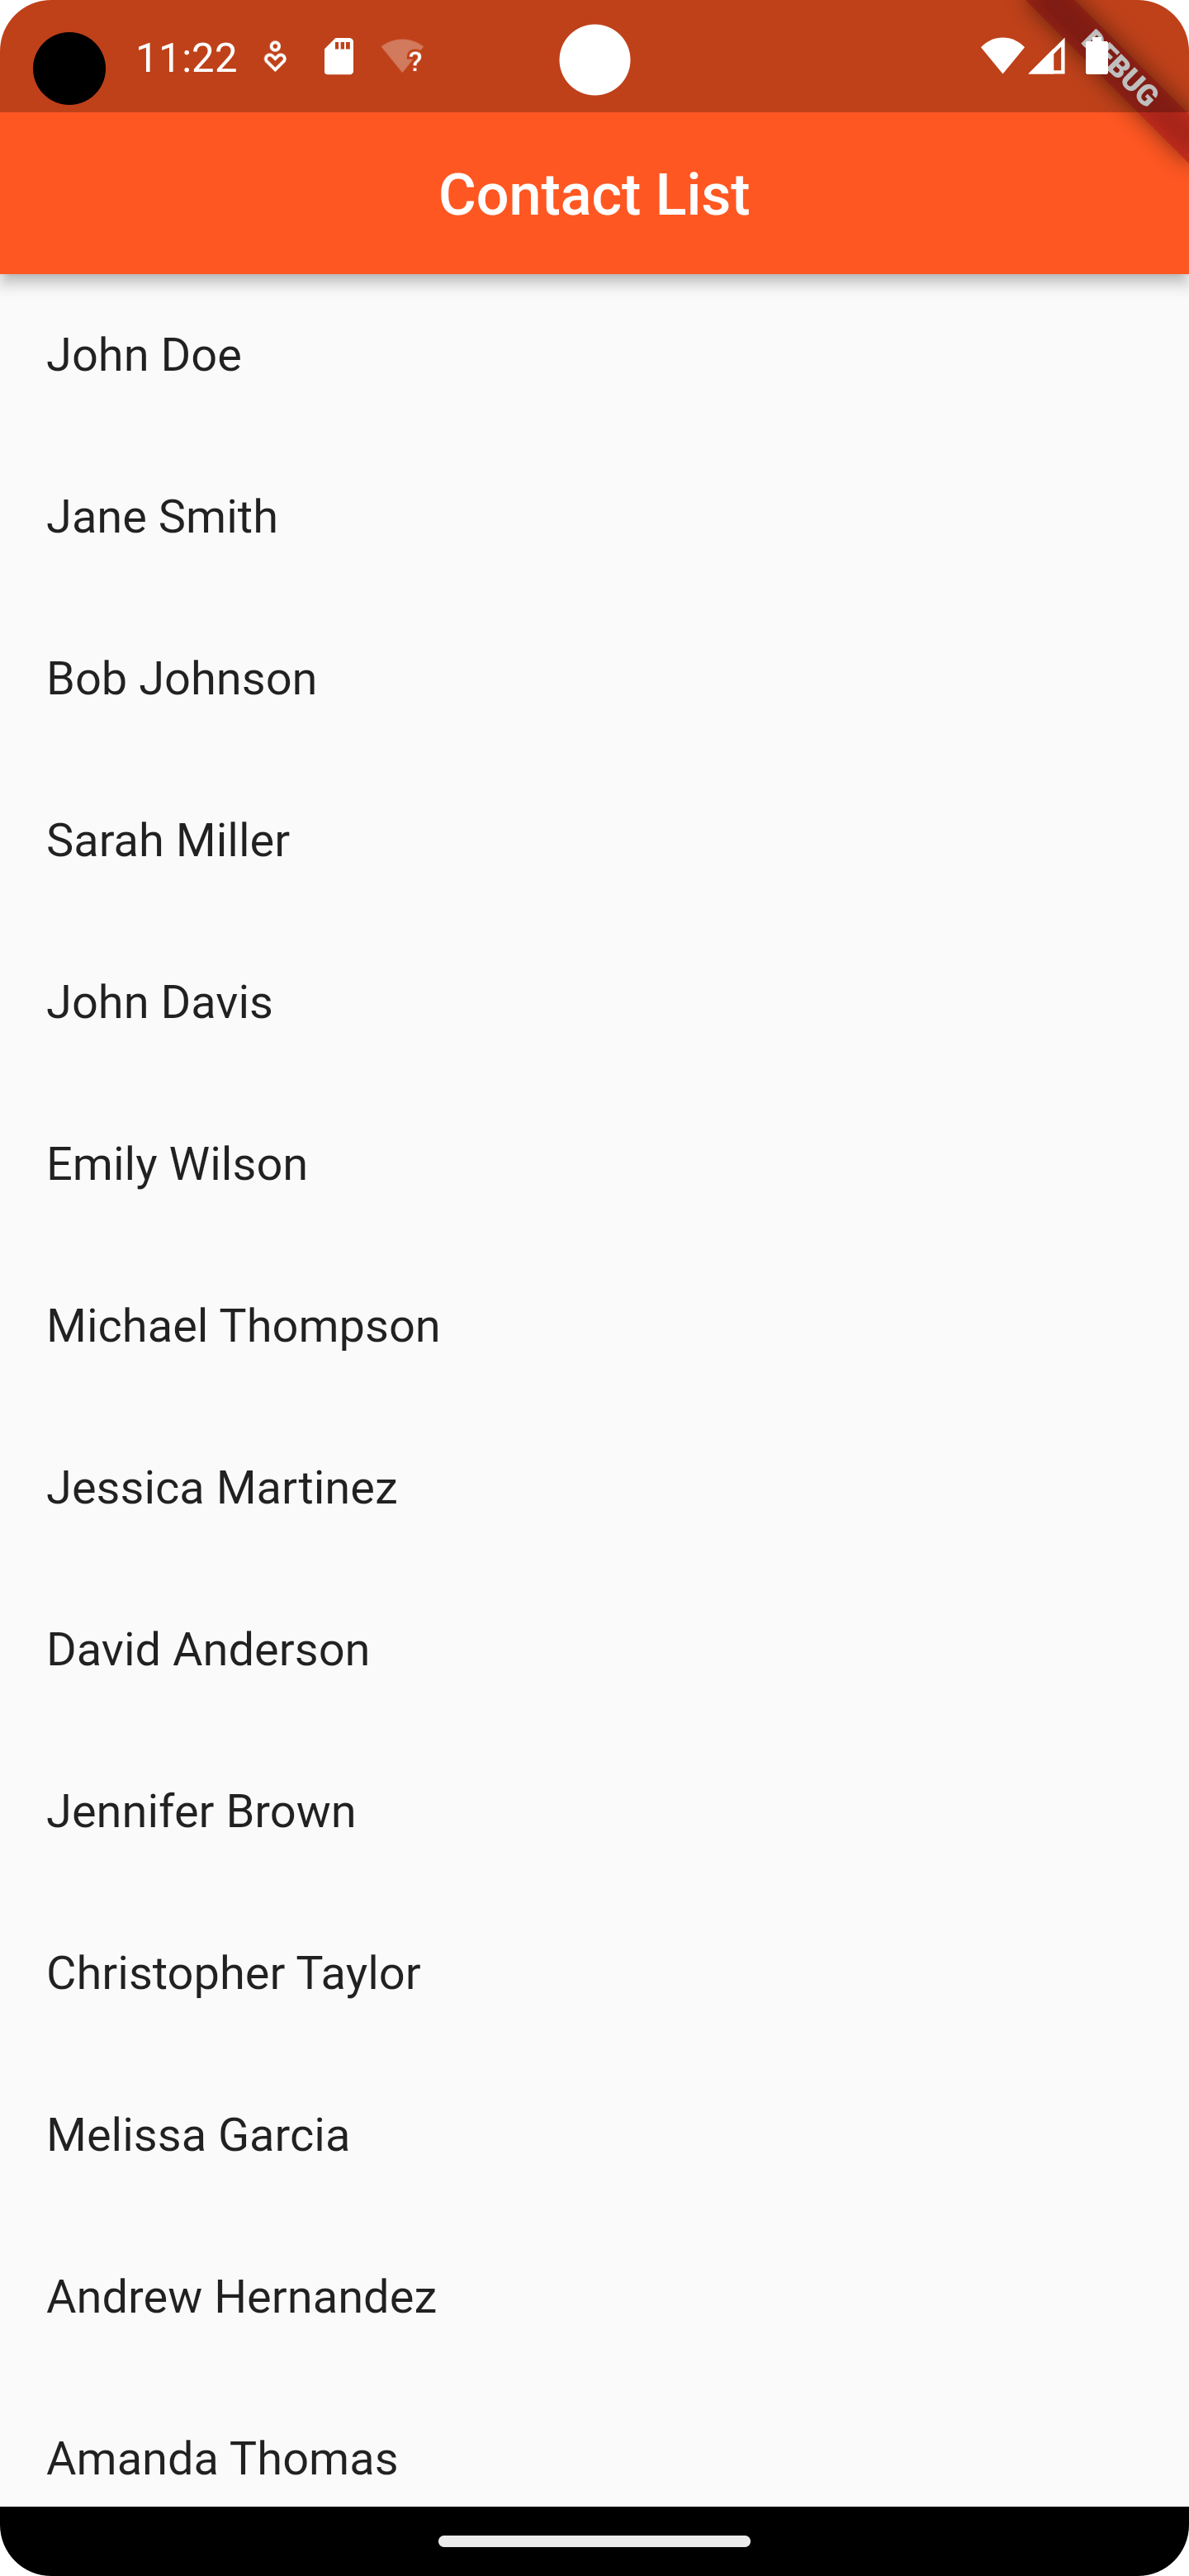 11:22
DEBUG
Contact List
John Doe
Jane Smith
Bob Johnson
Sarah Miller
John Davis
Emily Wilson
Michael Thompson
Jessica Martinez
David Anderson
Jennifer Brown
Christopher Taylor
Melissa Garcia
Andrew Hernandez
Amanda Thomas